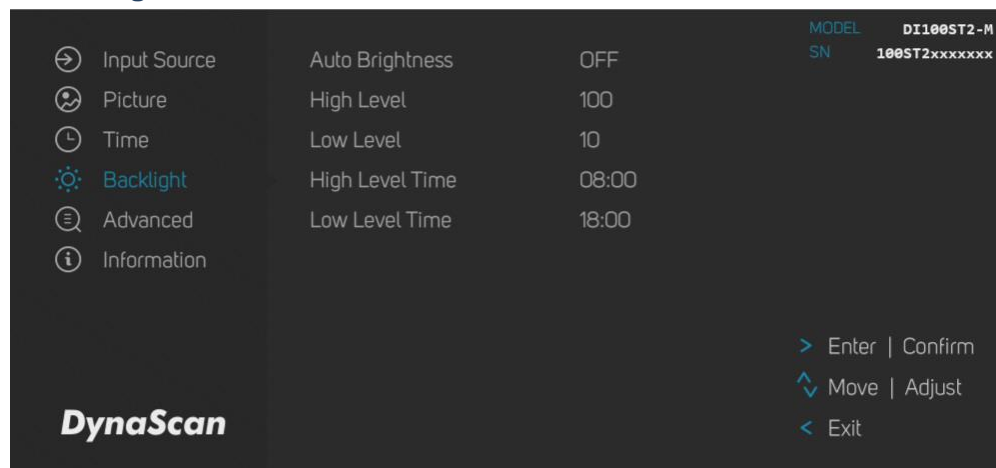 MODEL DI100ST2-M
SN 100ST2xxxxxxx
Input Source
Picture
Time
Backlight
Advanced
Information
Auto Brightness OFF
High Level 100
Low Level 10
High Level Time 08:00
Low Level Time 18:00
> Enter | Confirm
Move | Adjust
< Exit
DynaScan